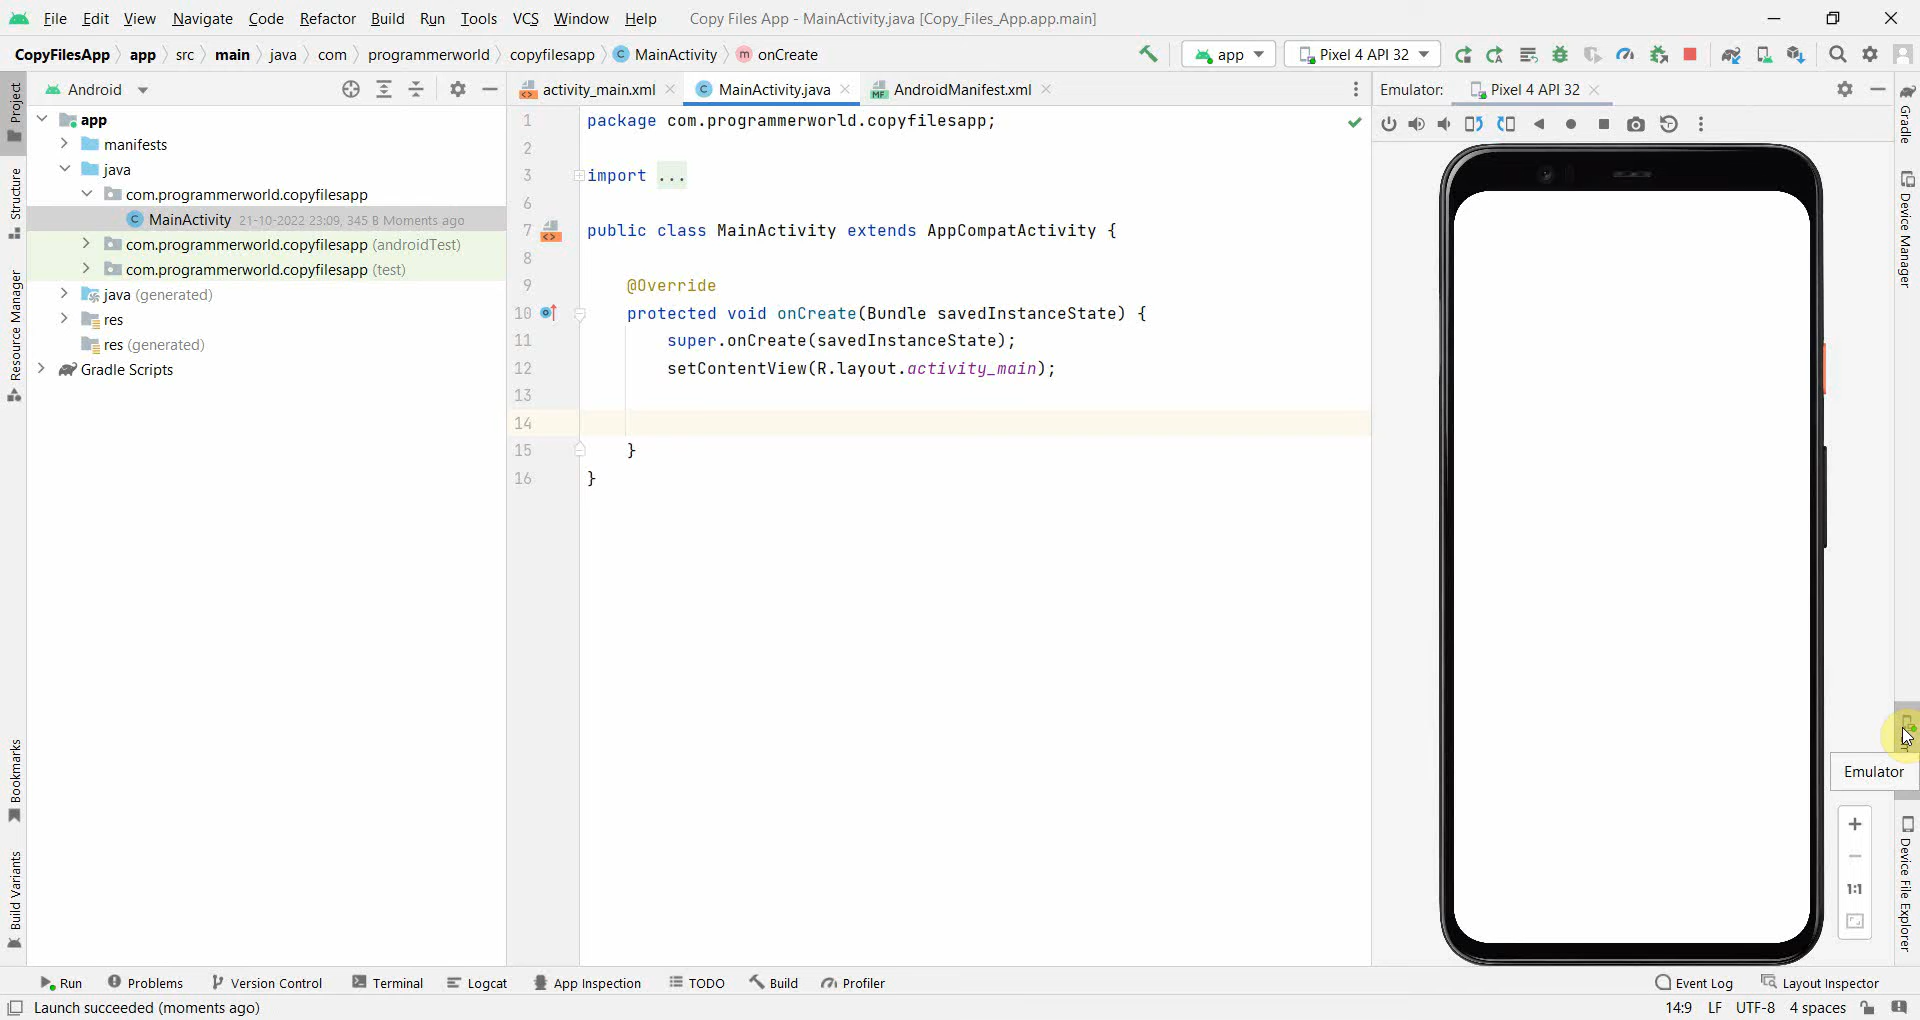 File Edit View Navigate Code Refactor Build Run Tools VCS Window Help Copy Files App - MainActivity.java [Copy_Files_App.app.main]
CopyFilesApp app src main java com programmerworld copyfilesapp C MainActivity m onCreate app Pixel 4 API 32
Project
Structure
Resource Manager
Bookmarks
Build Variants
Android
app
manifests
java
com.programmerworld.copyfilesapp
C MainActivity 21-10-2022 23:09, 345 B Moments ago
com.programmerworld.copyfilesapp (androidTest)
com.programmerworld.copyfilesapp (test)
java (generated)
res
res (generated)
Gradle Scripts
activity_main.xml C MainActivity.java MF AndroidManifest.xml
1 package com.programmerworld.copyfilesapp;
2
3 import ...
6
7 public class MainActivity extends AppCompatActivity {
8
9 @Override
10 protected void onCreate(Bundle savedInstanceState) {
11 super.onCreate(savedInstanceState);
12 setContentView(R.layout.activity_main);
13
14
15 }
16 }
Emulator: Pixel 4 API 32
Emulator
1:1
Gradle
Device Manager
Device File Explorer
Run Problems Version Control Terminal Logcat App Inspection TODO Build Profiler Event Log Layout Inspector
Launch succeeded (moments ago) 14:9 LF UTF-8 4 spaces